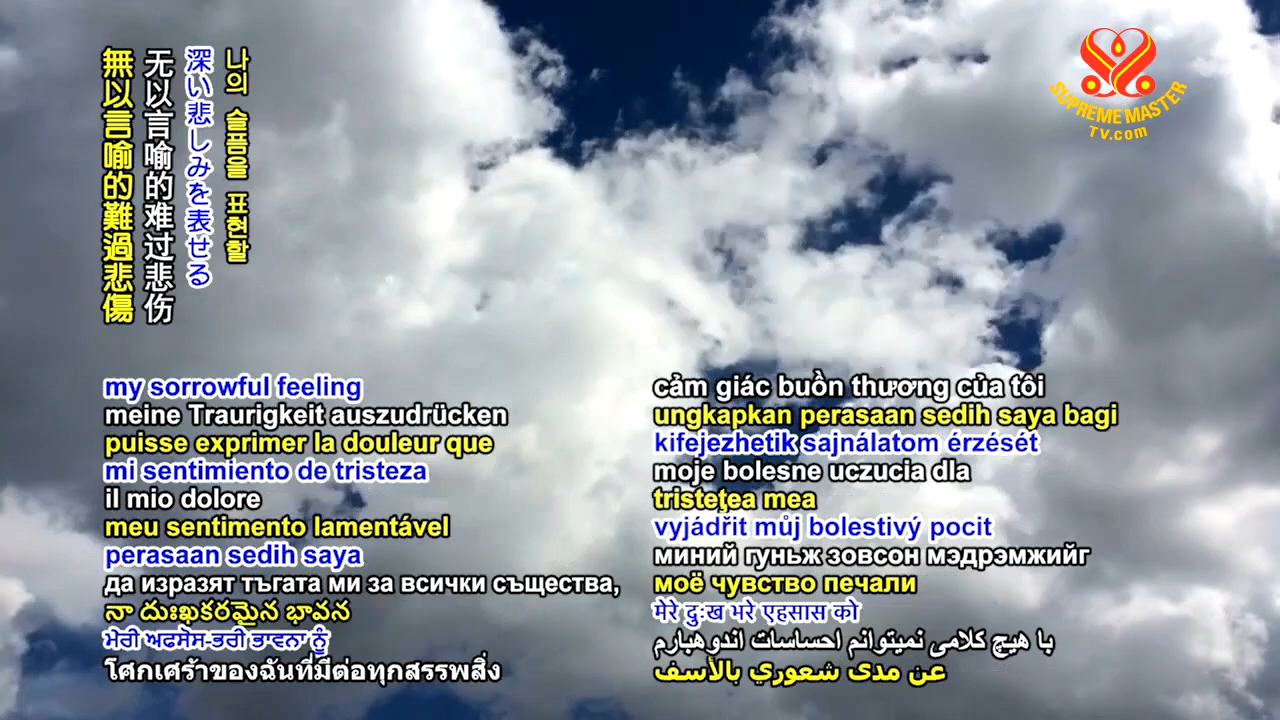 나의 슬픔을 표현할
深い悲しみを表せる
无以言喻的难过悲伤
無以言喻的難過悲傷
SUPREME MASTER
TV.com
my sorrowful feeling
meine Traurigkeit auszudrücken
puisse exprimer la douleur que
mi sentimiento de tristeza
il mio dolore
meu sentimento lamentável
perasaan sedih saya
да изразят тъгата ми за всички същества,
నా దుఃఖకరమైన భావన
ਮੇਰੀ ਅਫਸੋਸ-ਭਰੀ ਭਾਵਨਾ ਨੂੰ
โศกเศร้าของฉันที่มีต่อทุกสรรพสิ่ง
cảm giác buồn thương của tôi
ungkapkan perasaan sedih saya bagi
kifejezhetik sajnálatom érzését
moje bolesne uczucia dla
tristeţea mea
vyjádřit můj bolestivý pocit
миний гуньж зовсон мэдрэмжийг
моё чувство печали
मेरे दुःख भरे एहसास को
با هیچ کلامی نمیتوانم احساسات اندوهبارم
عن مدى شعوري بالأسف